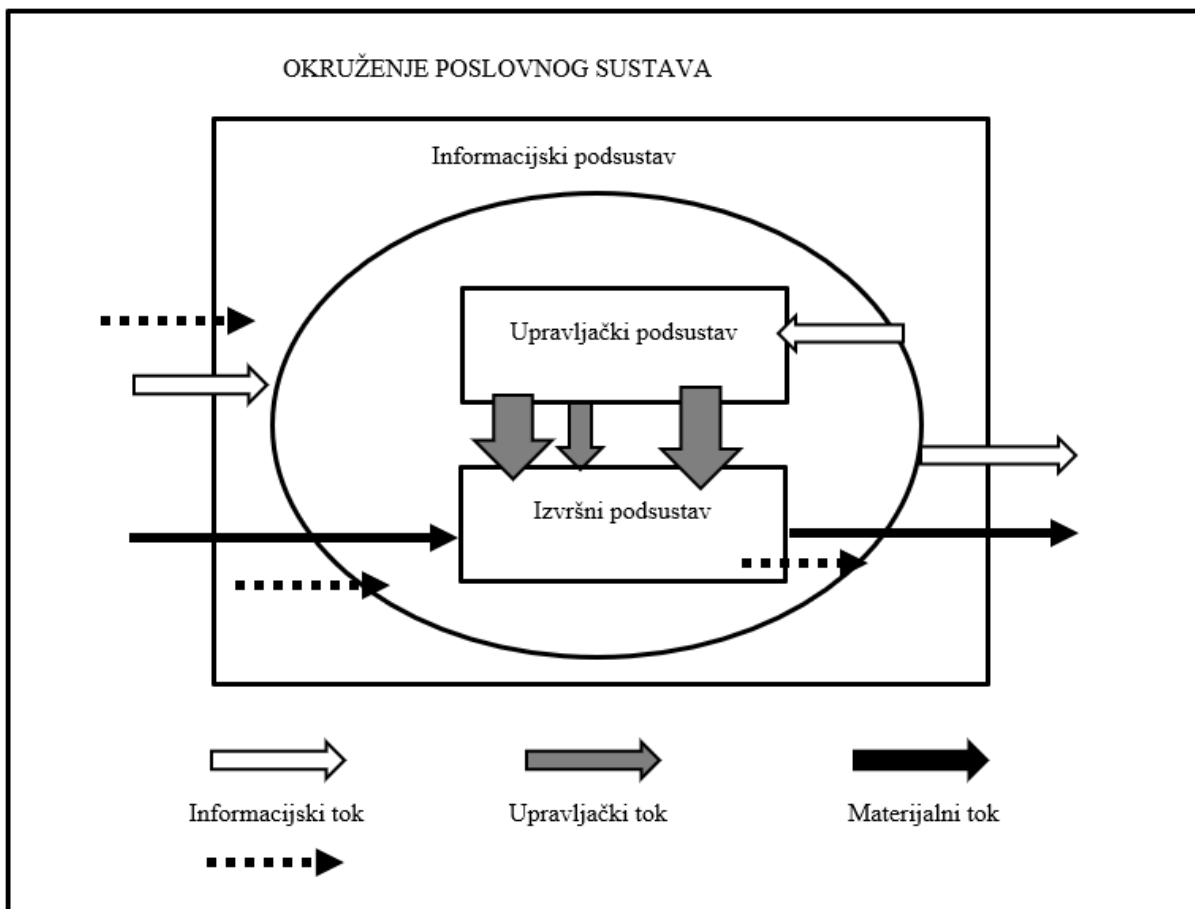 OKRUŽENJE POSLOVNOG SUSTAVA
Informacijski podsustav
Upravljački podsustav
Izvršni podsustav
Informacijski tok
Upravljački tok
Materijalni tok